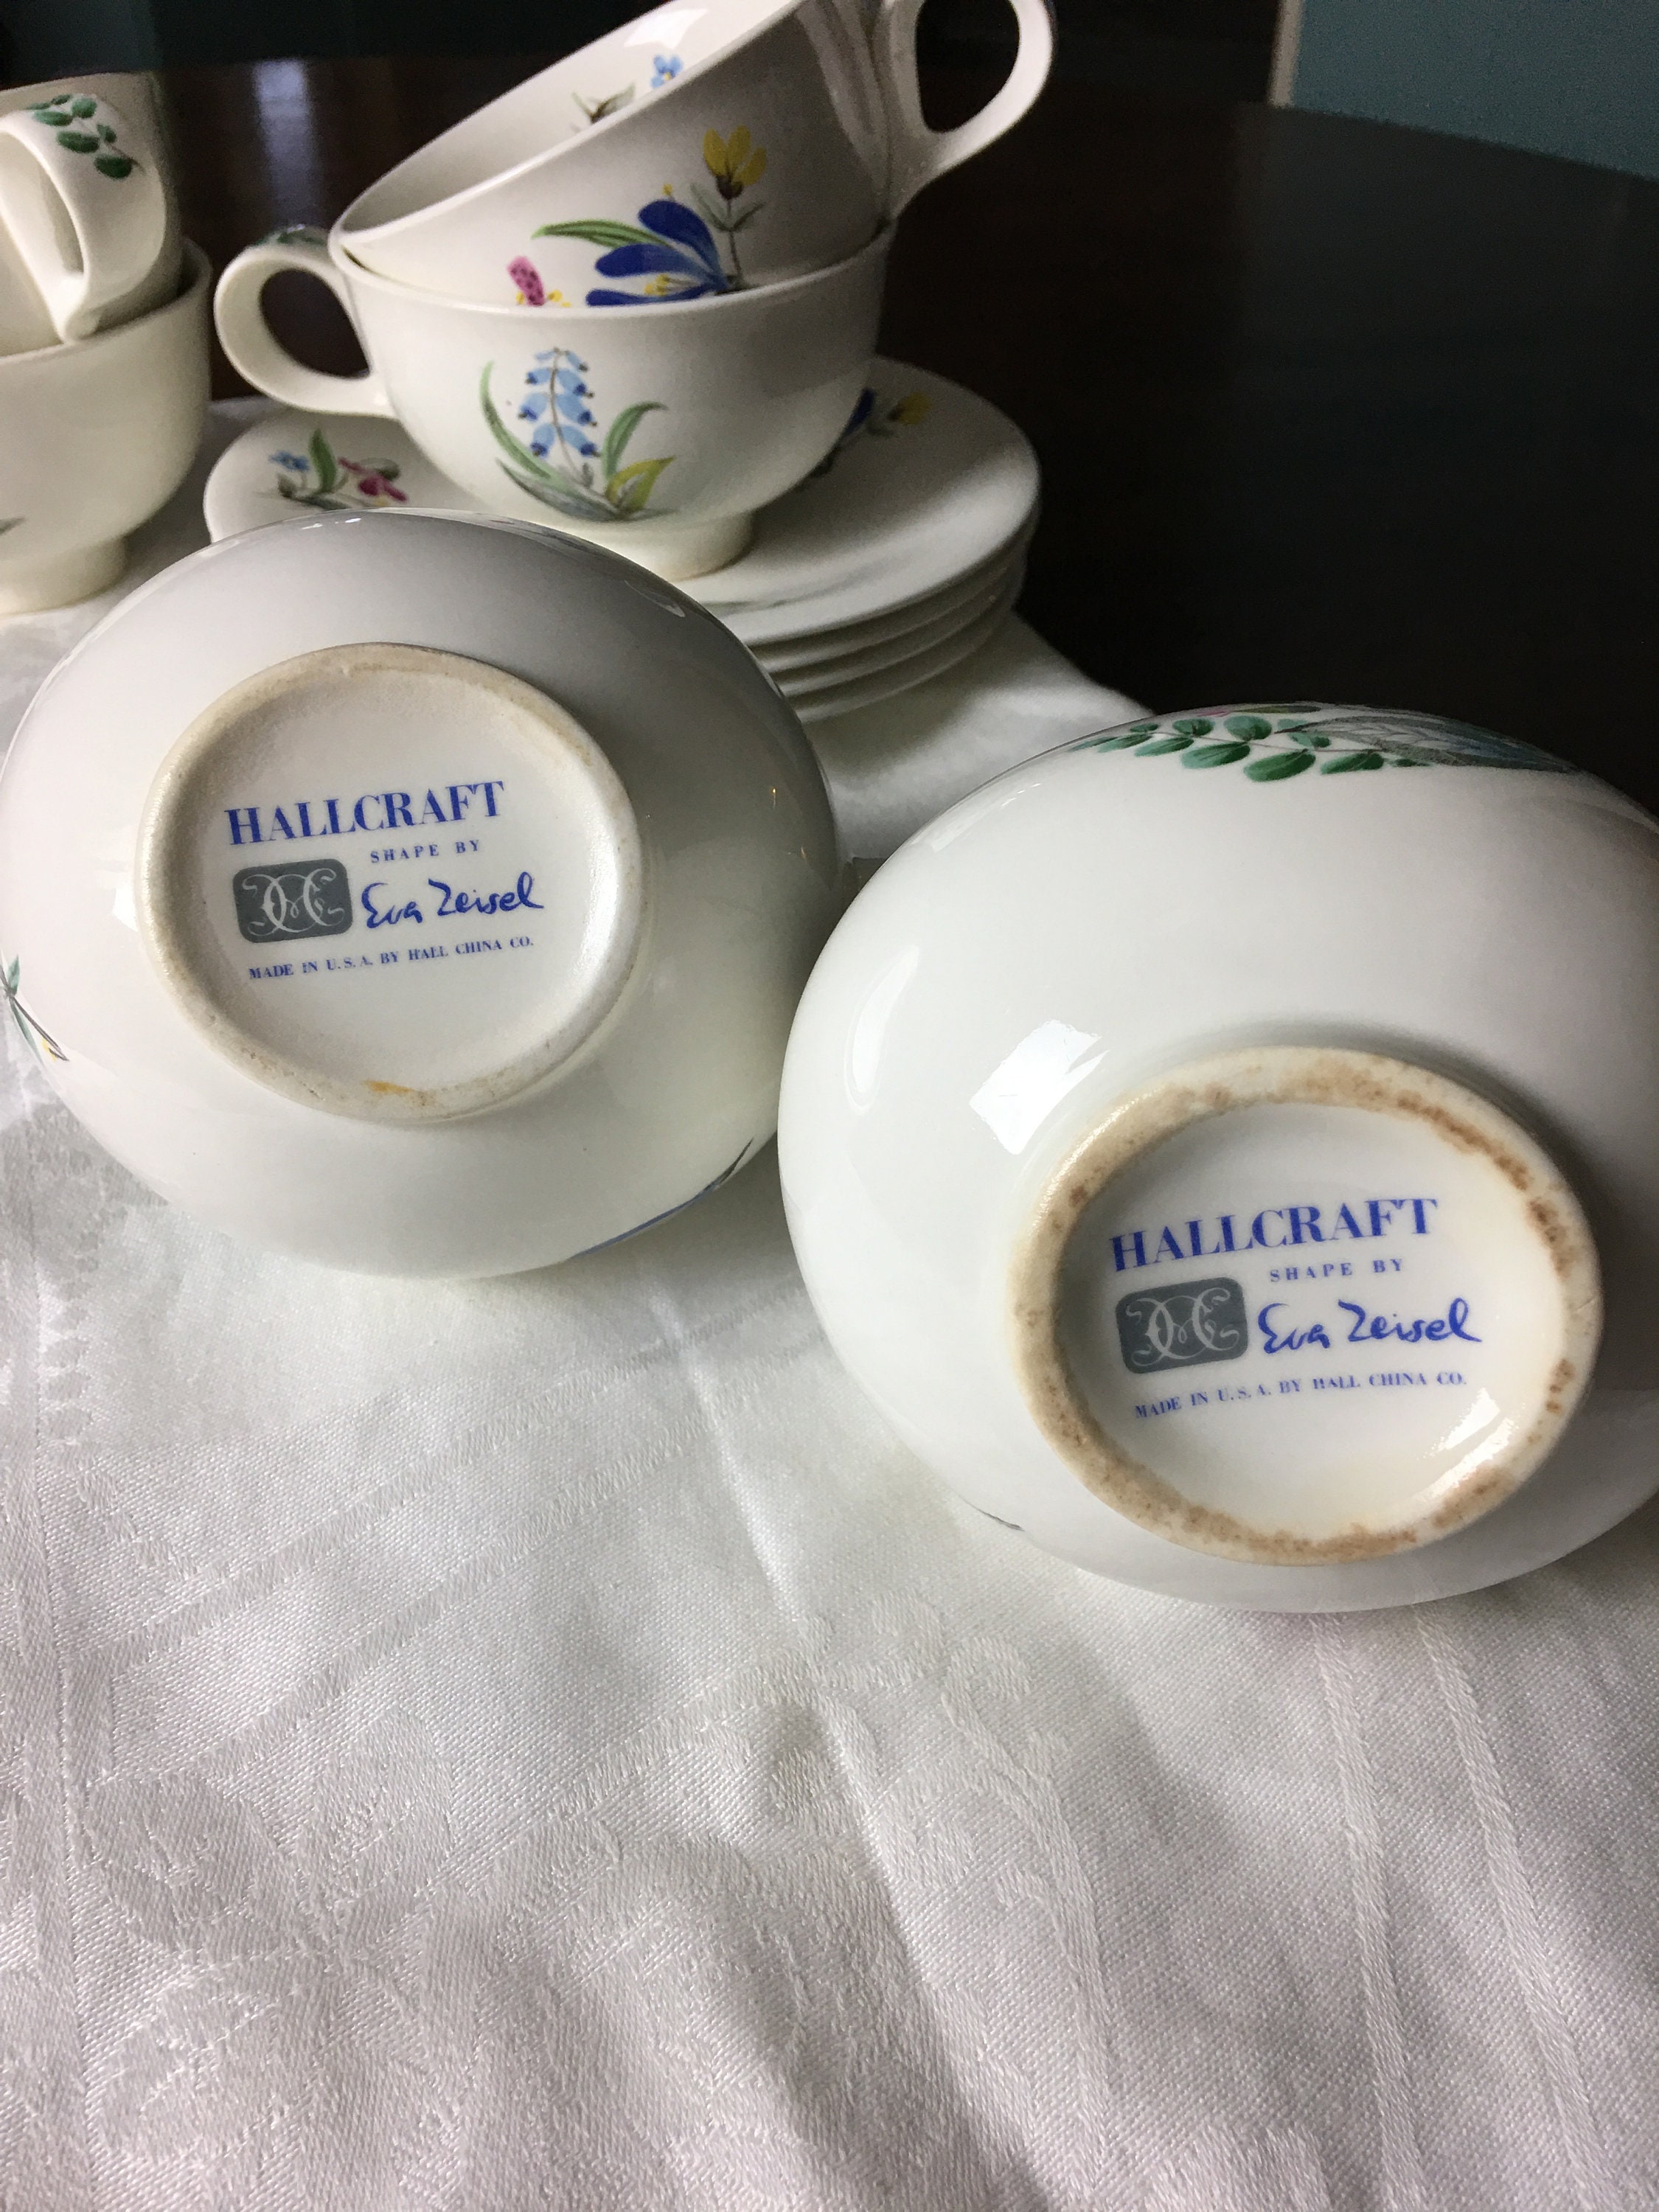 HALLCRAFT
SHAPE BY
Eva Zeisel
MADE IN U.S.A. BY HALL CHINA CO.
HALLCRAFT
SHAPE BY
Eva Zeisel
MADE IN U.S.A. BY HALL CHINA CO.